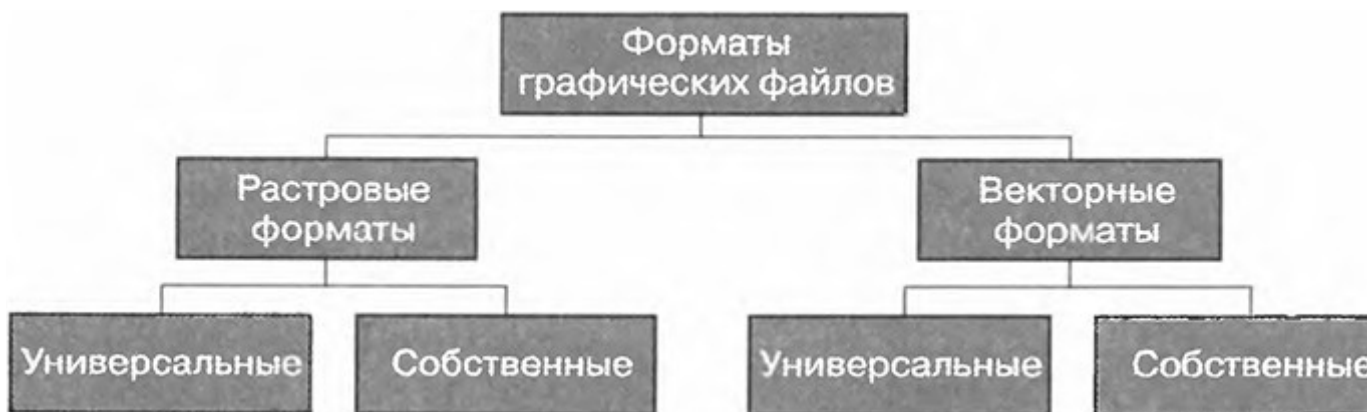 Форматы
графических файлов
Растровые
форматы
Векторные
форматы
Универсальные
Собственные
Универсальные
Собственные